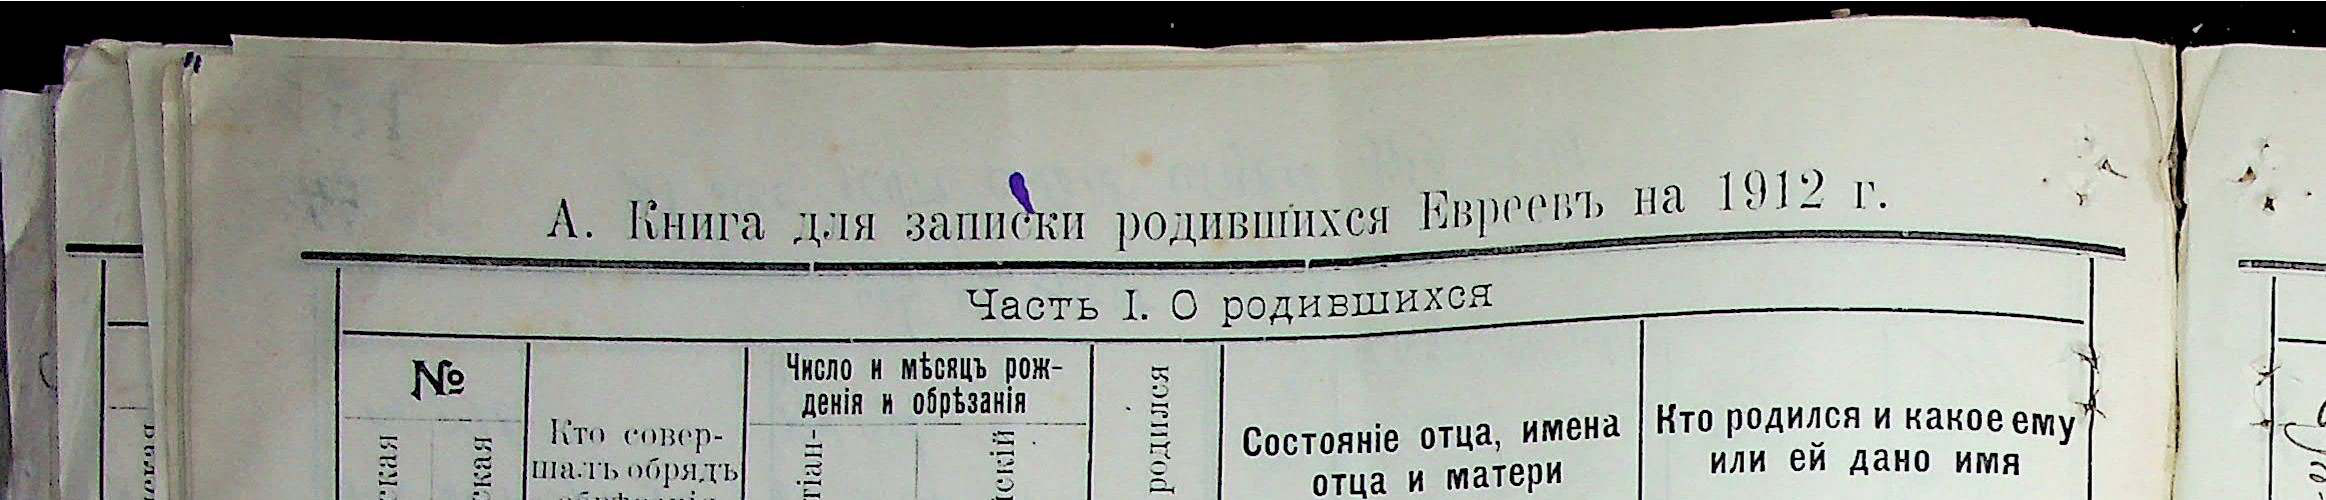 А. Книга для записки родившихся Евреевъ на 1912 г.
Часть I. О родившихся
№
Кто совер-
шалъ обрядъ
Число и мѣсяцъ рож-
денія и обрѣзанія
родился
Состояніе отца, имена
отца и матери
Кто родился и какое ему
или ей дано имя